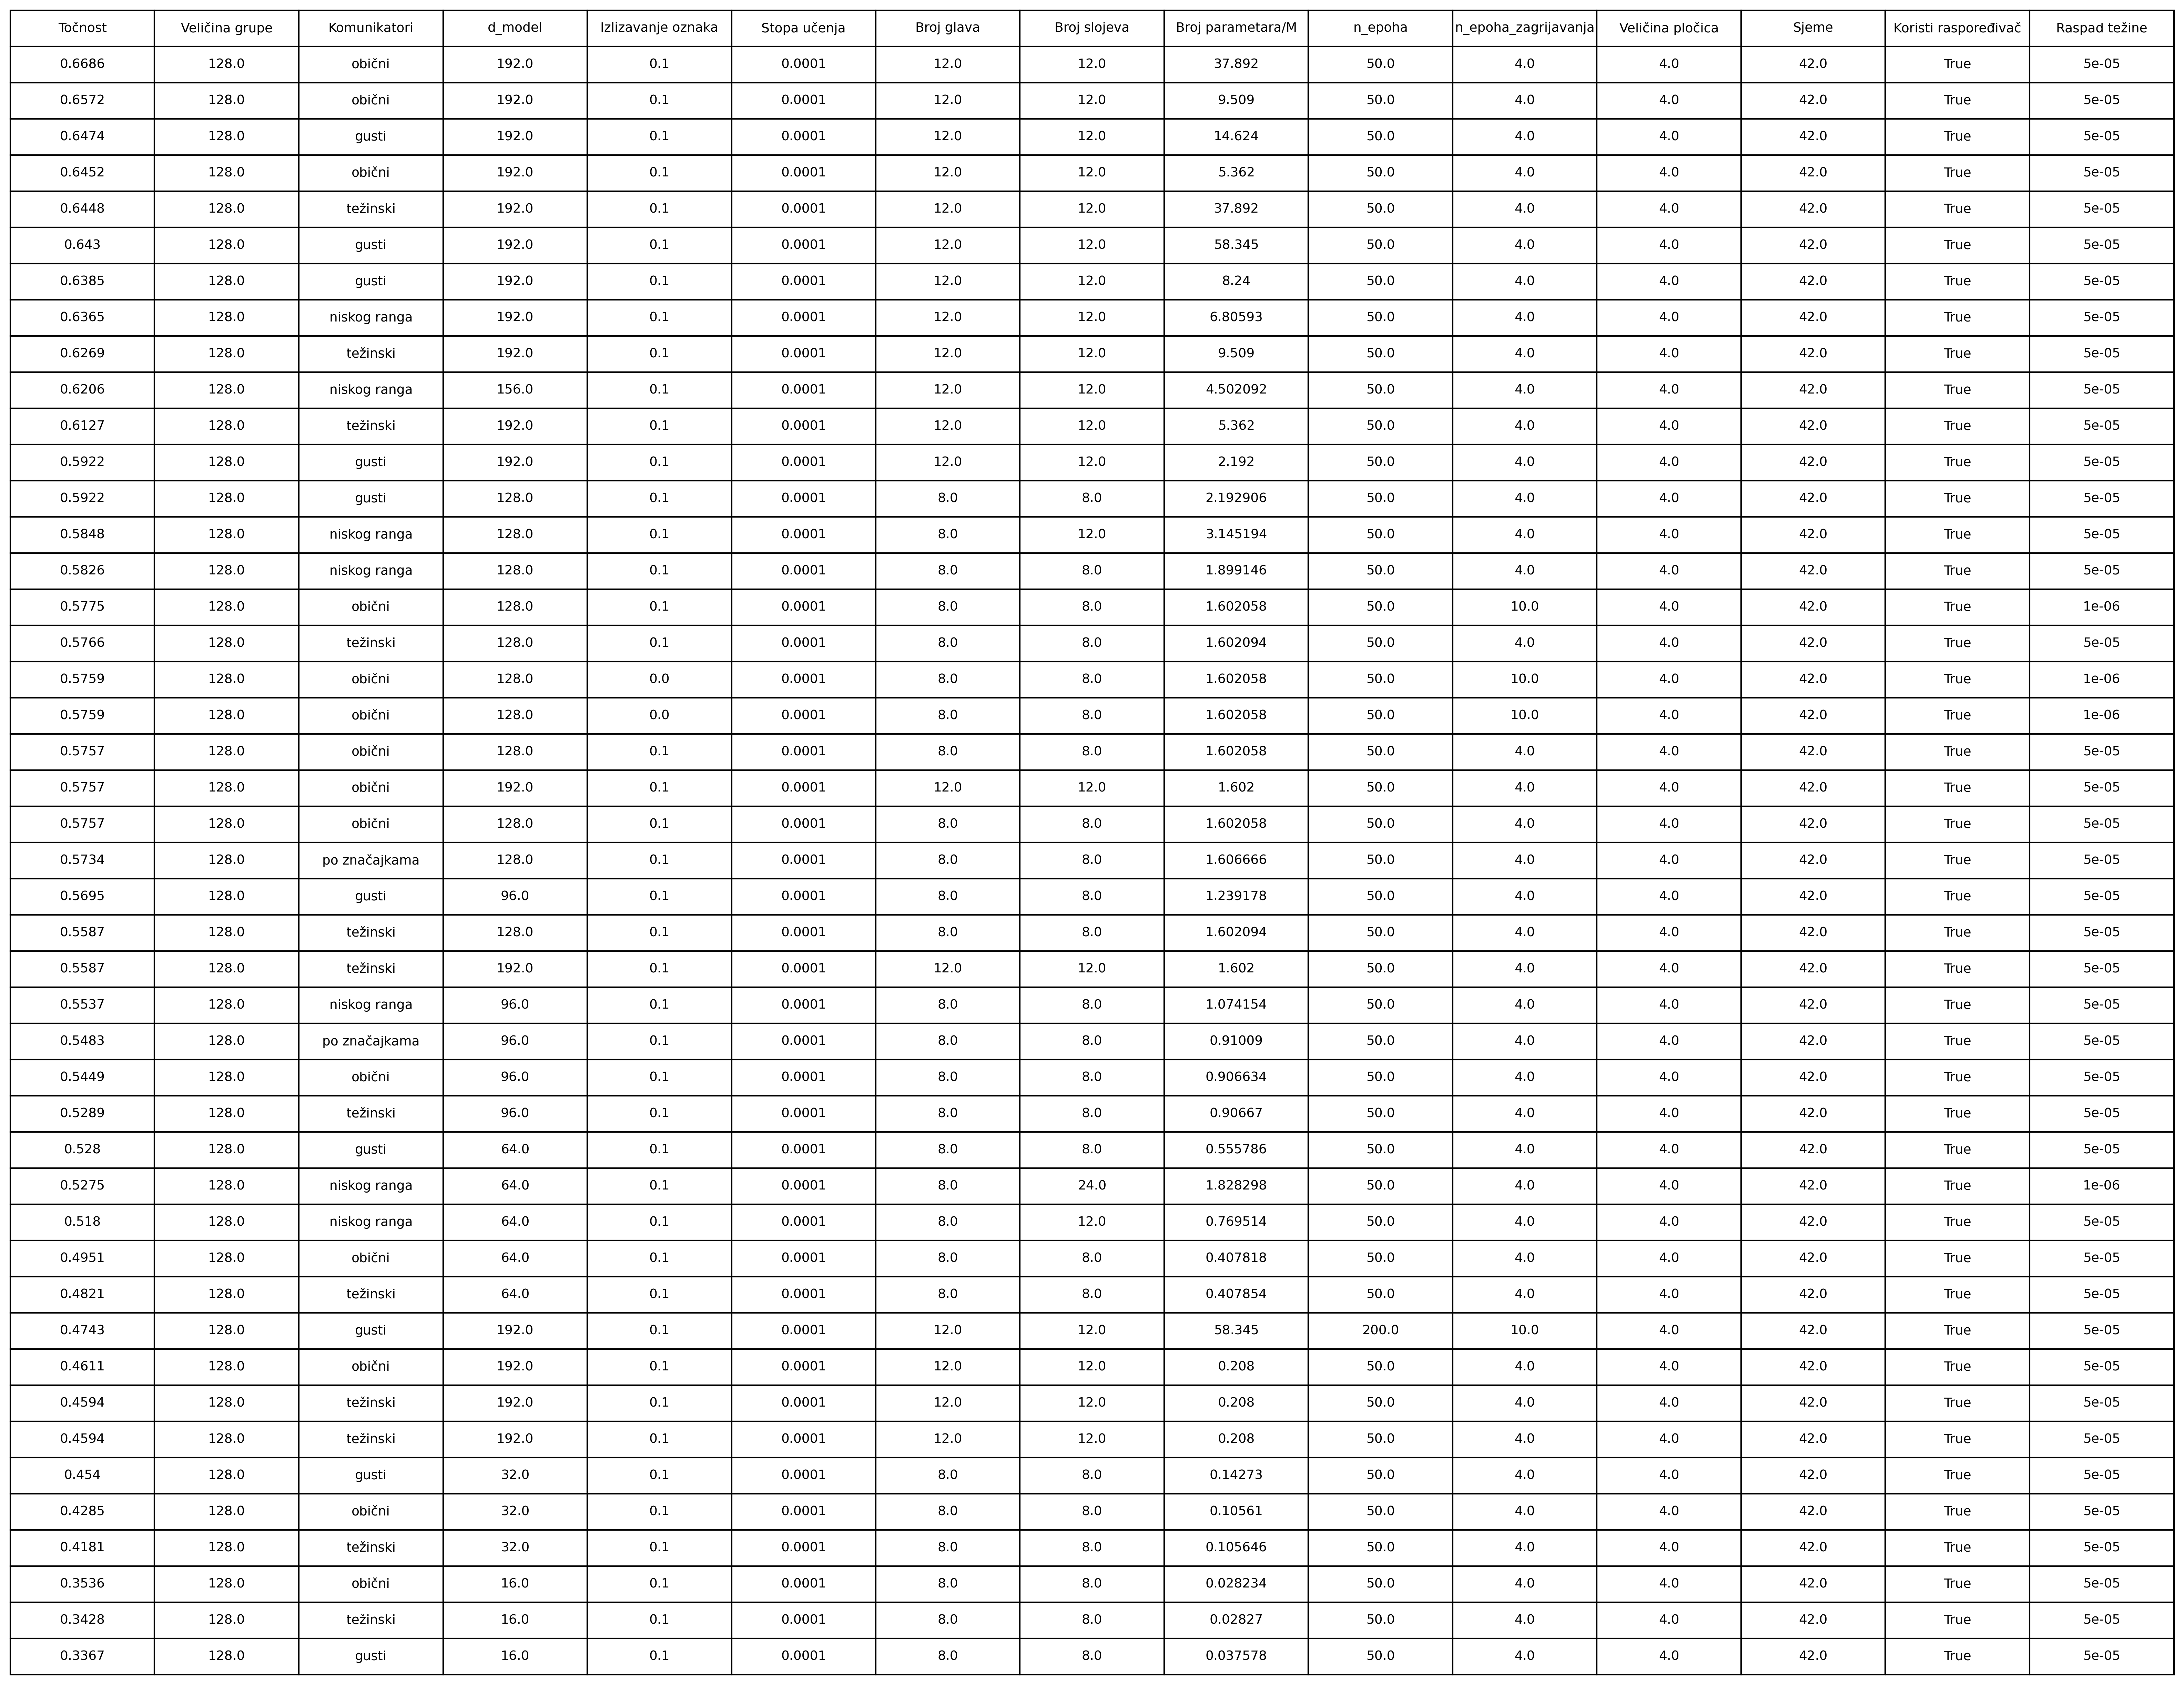 Točnost Veličina grupe Komunikatori d_model Izlizavanje oznaka Stopa učenja Broj glava Broj slojeva Broj parametara/M n_epoha n_epoha_zagrijavanja Veličina pločica Sjeme Koristi raspoređivač Raspad težine
0.6686 128.0 obični 192.0 0.1 0.0001 12.0 12.0 37.892 50.0 4.0 4.0 42.0 True 5e-05
0.6572 128.0 obični 192.0 0.1 0.0001 12.0 12.0 9.509 50.0 4.0 4.0 42.0 True 5e-05
0.6474 128.0 gusti 192.0 0.1 0.0001 12.0 12.0 14.624 50.0 4.0 4.0 42.0 True 5e-05
0.6452 128.0 obični 192.0 0.1 0.0001 12.0 12.0 5.362 50.0 4.0 4.0 42.0 True 5e-05
0.6448 128.0 težinski 192.0 0.1 0.0001 12.0 12.0 37.892 50.0 4.0 4.0 42.0 True 5e-05
0.643 128.0 gusti 192.0 0.1 0.0001 12.0 12.0 58.345 50.0 4.0 4.0 42.0 True 5e-05
0.6385 128.0 gusti 192.0 0.1 0.0001 12.0 12.0 8.24 50.0 4.0 4.0 42.0 True 5e-05
0.6365 128.0 niskog ranga 192.0 0.1 0.0001 12.0 12.0 6.80593 50.0 4.0 4.0 42.0 True 5e-05
0.6269 128.0 težinski 192.0 0.1 0.0001 12.0 12.0 9.509 50.0 4.0 4.0 42.0 True 5e-05
0.6206 128.0 niskog ranga 156.0 0.1 0.0001 12.0 12.0 4.502092 50.0 4.0 4.0 42.0 True 5e-05
0.6127 128.0 težinski 192.0 0.1 0.0001 12.0 12.0 5.362 50.0 4.0 4.0 42.0 True 5e-05
0.5922 128.0 gusti 192.0 0.1 0.0001 12.0 12.0 2.192 50.0 4.0 4.0 42.0 True 5e-05
0.5922 128.0 gusti 128.0 0.1 0.0001 8.0 8.0 2.192906 50.0 4.0 4.0 42.0 True 5e-05
0.5848 128.0 niskog ranga 128.0 0.1 0.0001 8.0 12.0 3.145194 50.0 4.0 4.0 42.0 True 5e-05
0.5826 128.0 niskog ranga 128.0 0.1 0.0001 8.0 8.0 1.899146 50.0 4.0 4.0 42.0 True 5e-05
0.5775 128.0 obični 128.0 0.1 0.0001 8.0 8.0 1.602058 50.0 10.0 4.0 42.0 True 1e-06
0.5766 128.0 težinski 128.0 0.1 0.0001 8.0 8.0 1.602094 50.0 4.0 4.0 42.0 True 5e-05
0.5759 128.0 obični 128.0 0.0 0.0001 8.0 8.0 1.602058 50.0 10.0 4.0 42.0 True 1e-06
0.5759 128.0 obični 128.0 0.0 0.0001 8.0 8.0 1.602058 50.0 10.0 4.0 42.0 True 1e-06
0.5757 128.0 obični 128.0 0.1 0.0001 8.0 8.0 1.602058 50.0 4.0 4.0 42.0 True 5e-05
0.5757 128.0 obični 192.0 0.1 0.0001 12.0 12.0 1.602 50.0 4.0 4.0 42.0 True 5e-05
0.5757 128.0 obični 128.0 0.1 0.0001 8.0 8.0 1.602058 50.0 4.0 4.0 42.0 True 5e-05
0.5734 128.0 po značajkama 128.0 0.1 0.0001 8.0 8.0 1.606666 50.0 4.0 4.0 42.0 True 5e-05
0.5695 128.0 gusti 96.0 0.1 0.0001 8.0 8.0 1.239178 50.0 4.0 4.0 42.0 True 5e-05
0.5587 128.0 težinski 128.0 0.1 0.0001 8.0 8.0 1.602094 50.0 4.0 4.0 42.0 True 5e-05
0.5587 128.0 težinski 192.0 0.1 0.0001 12.0 12.0 1.602 50.0 4.0 4.0 42.0 True 5e-05
0.5537 128.0 niskog ranga 96.0 0.1 0.0001 8.0 8.0 1.074154 50.0 4.0 4.0 42.0 True 5e-05
0.5483 128.0 po značajkama 96.0 0.1 0.0001 8.0 8.0 0.91009 50.0 4.0 4.0 42.0 True 5e-05
0.5449 128.0 obični 96.0 0.1 0.0001 8.0 8.0 0.906634 50.0 4.0 4.0 42.0 True 5e-05
0.5289 128.0 težinski 96.0 0.1 0.0001 8.0 8.0 0.90667 50.0 4.0 4.0 42.0 True 5e-05
0.528 128.0 gusti 64.0 0.1 0.0001 8.0 8.0 0.555786 50.0 4.0 4.0 42.0 True 5e-05
0.5275 128.0 niskog ranga 64.0 0.1 0.0001 8.0 24.0 1.828298 50.0 4.0 4.0 42.0 True 1e-06
0.518 128.0 niskog ranga 64.0 0.1 0.0001 8.0 12.0 0.769514 50.0 4.0 4.0 42.0 True 5e-05
0.4951 128.0 obični 64.0 0.1 0.0001 8.0 8.0 0.407818 50.0 4.0 4.0 42.0 True 5e-05
0.4821 128.0 težinski 64.0 0.1 0.0001 8.0 8.0 0.407854 50.0 4.0 4.0 42.0 True 5e-05
0.4743 128.0 gusti 192.0 0.1 0.0001 12.0 12.0 58.345 200.0 10.0 4.0 42.0 True 5e-05
0.4611 128.0 obični 192.0 0.1 0.0001 12.0 12.0 0.208 50.0 4.0 4.0 42.0 True 5e-05
0.4594 128.0 težinski 192.0 0.1 0.0001 12.0 12.0 0.208 50.0 4.0 4.0 42.0 True 5e-05
0.4594 128.0 težinski 192.0 0.1 0.0001 12.0 12.0 0.208 50.0 4.0 4.0 42.0 True 5e-05
0.454 128.0 gusti 32.0 0.1 0.0001 8.0 8.0 0.14273 50.0 4.0 4.0 42.0 True 5e-05
0.4285 128.0 obični 32.0 0.1 0.0001 8.0 8.0 0.10561 50.0 4.0 4.0 42.0 True 5e-05
0.4181 128.0 težinski 32.0 0.1 0.0001 8.0 8.0 0.105646 50.0 4.0 4.0 42.0 True 5e-05
0.3536 128.0 obični 16.0 0.1 0.0001 8.0 8.0 0.028234 50.0 4.0 4.0 42.0 True 5e-05
0.3428 128.0 težinski 16.0 0.1 0.0001 8.0 8.0 0.02827 50.0 4.0 4.0 42.0 True 5e-05
0.3367 128.0 gusti 16.0 0.1 0.0001 8.0 8.0 0.037578 50.0 4.0 4.0 42.0 True 5e-05